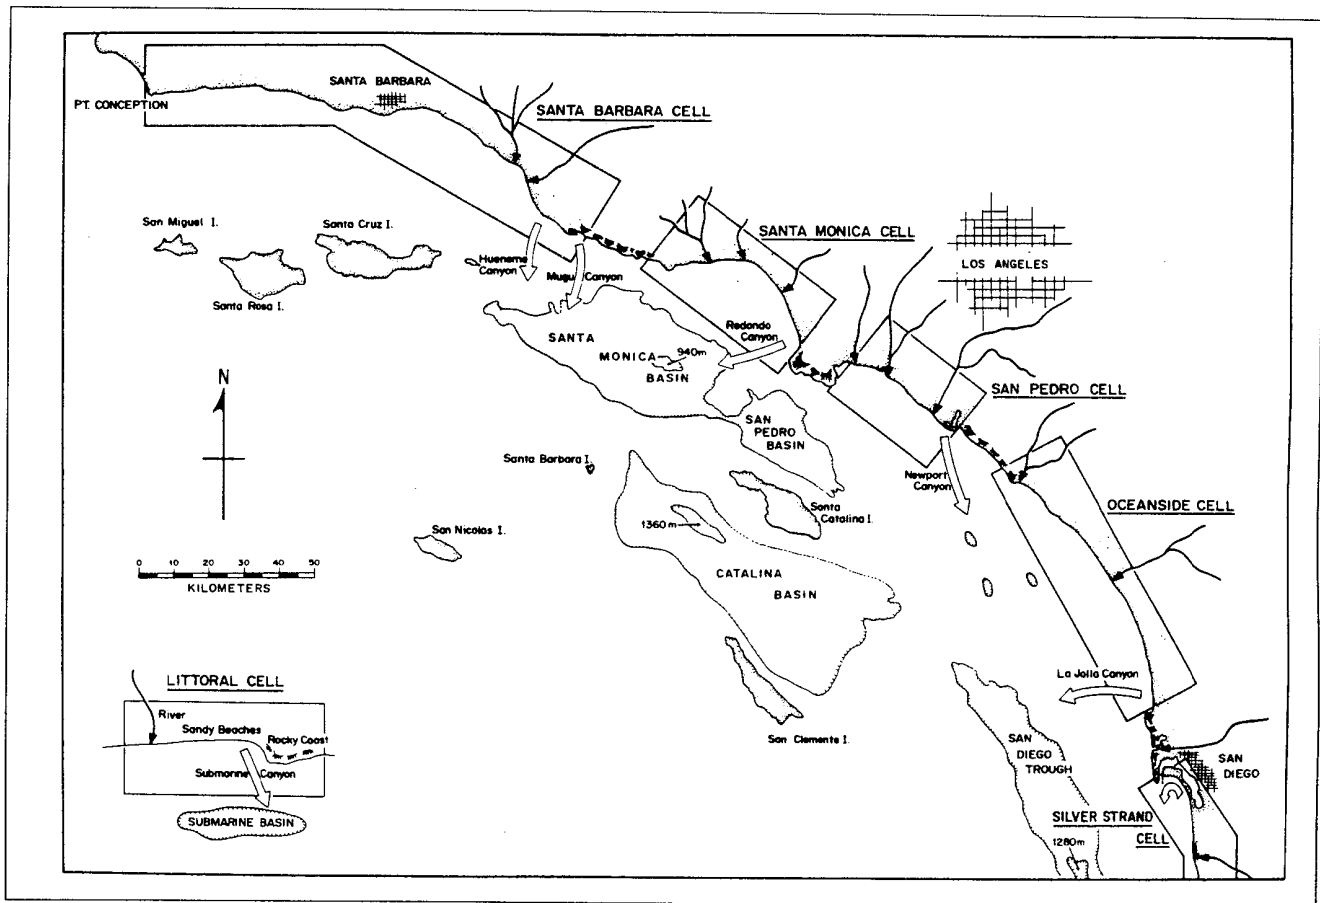 SANTA BARBARA
PT. CONCEPTION
SANTA BARBARA CELL
San Miguel I.
Santa Cruz I.
Santa Rosa I.
Hueneme
Canyon
Mugu Canyon
SANTA MONICA CELL
LOS ANGELES
SANTA
MONICA
BASIN
940m
Redondo
Canyon
N
SAN PEDRO CELL
SAN
PEDRO
BASIN
Santa Barbara I.
Newport
Canyon
Santa
Catalina I.
OCEANSIDE CELL
San Nicolas I.
1360 m
CATALINA
BASIN
0 10 20 30 40 50
KILOMETERS
La Jolla Canyon
San Clemente I.
SAN
DIEGO
TROUGH
SAN
DIEGO
SILVER STRAND
CELL
1280m
LITTORAL CELL
River
Sandy Beaches
Rocky Coast
Submarine Canyon
SUBMARINE BASIN